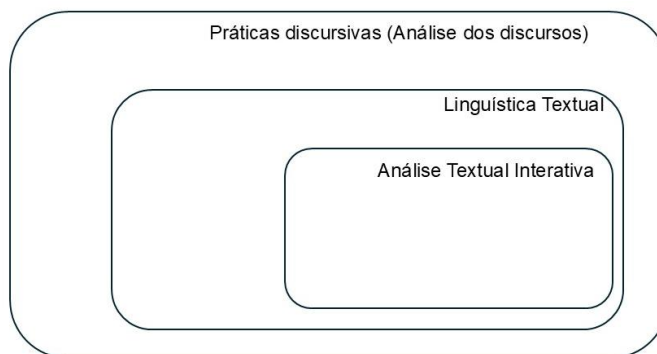 Práticas discursivas (Análise dos discursos)
Linguística Textual
Análise Textual Interativa